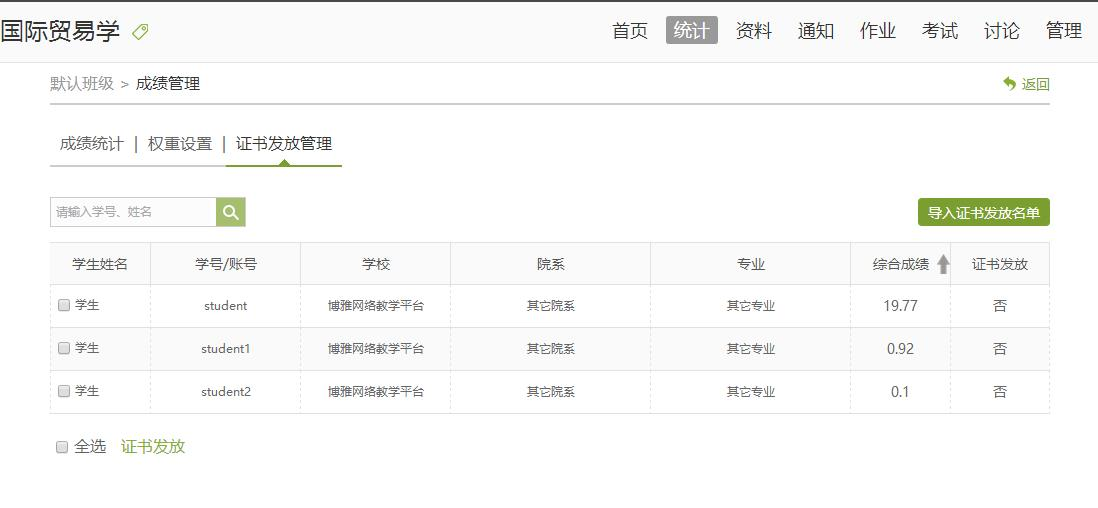 国际贸易学
首页 统计 资料 通知 作业 考试 讨论 管理
默认班级 > 成绩管理 返回
成绩统计 | 权重设置 | 证书发放管理
请输入学号、姓名 导入证书发放名单
学生姓名 学号/账号 学校 院系 专业 综合成绩 证书发放
学生 student 博雅网络教学平台 其它院系 其它专业 19.77 否
学生 student1 博雅网络教学平台 其它院系 其它专业 0.92 否
学生 student2 博雅网络教学平台 其它院系 其它专业 0.1 否
全选 证书发放